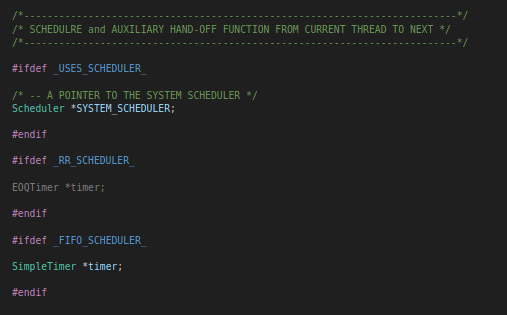 /*--------------------------------------------------------------------------*/
/* SCHEDULRE and AUXILIARY HAND-OFF FUNCTION FROM CURRENT THREAD TO NEXT */
/*--------------------------------------------------------------------------*/
#ifdef _USES_SCHEDULER_
/* -- A POINTER TO THE SYSTEM SCHEDULER */
Scheduler *SYSTEM_SCHEDULER;
#endif
#ifdef _RR_SCHEDULER_
EOQTimer *timer;
#endif
#ifdef _FIFO_SCHEDULER_
SimpleTimer *timer;
#endif